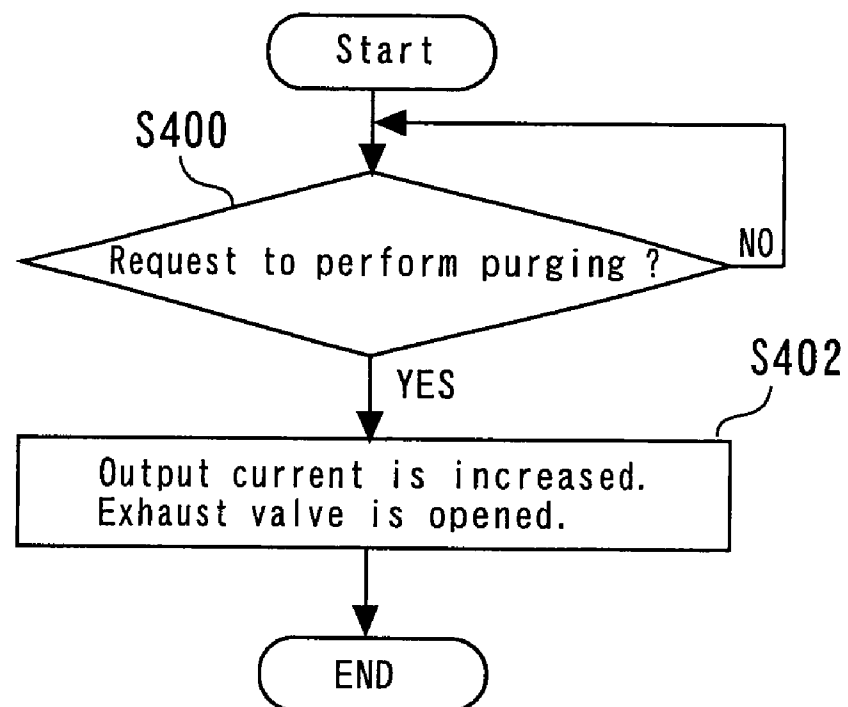 Start
S400
Request to perform purging ?
NO
YES
S402
Output current is increased.
Exhaust valve is opened.
END